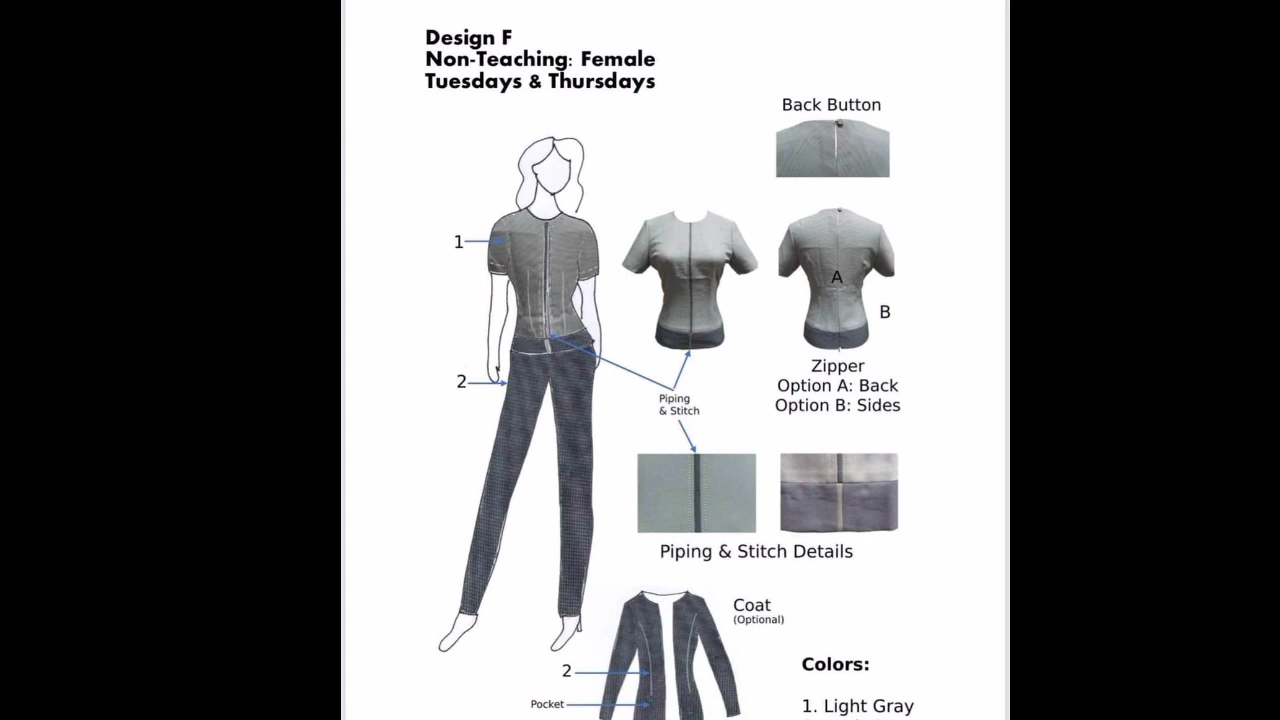 Design F
Non-Teaching: Female
Tuesdays & Thursdays
Back Button
1
A
B
Zipper
Option A: Back
Option B: Sides
2
Piping
& Stitch
Piping & Stitch Details
Coat
(Optional)
2
Pocket
Colors:
1. Light Gray